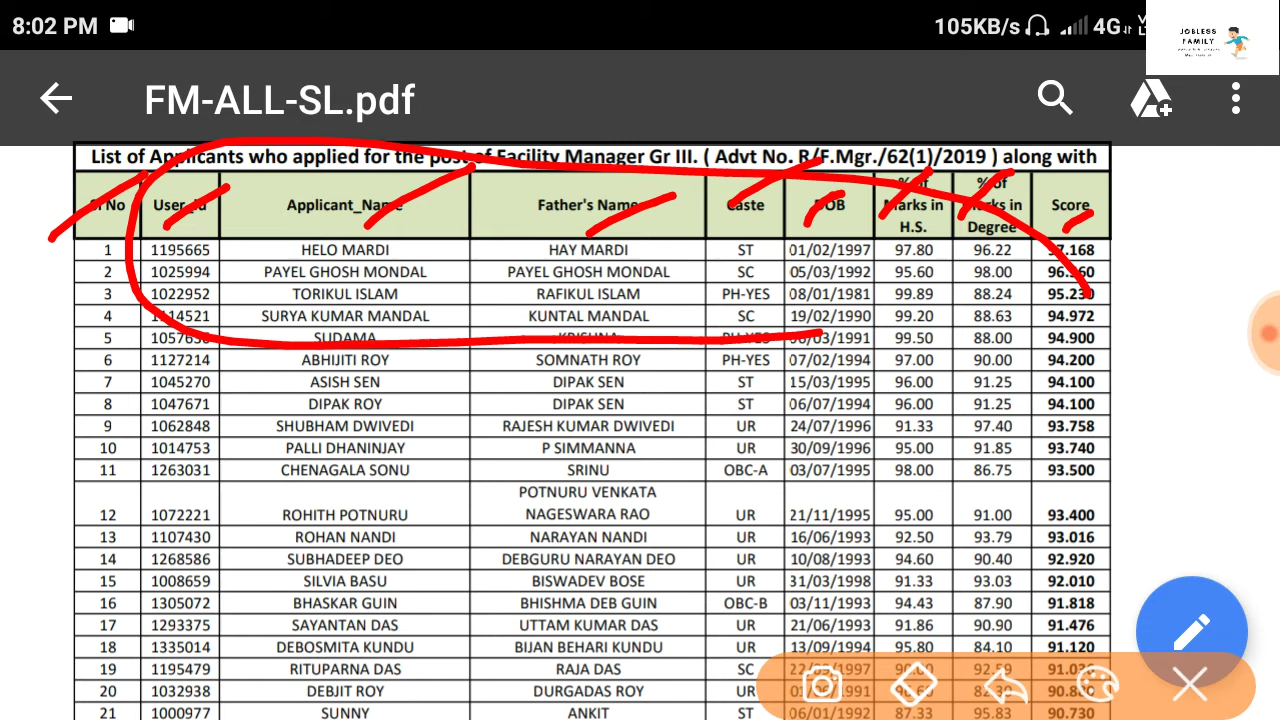 8:02 PM 105KB/s 4G
JOBLESS
FAMILY
FM-ALL-SL.pdf
List of Applicants who applied for the post of Facility Manager Gr III. ( Advt No. R/F.Mgr./62(1)/2019 ) along with
Sl No User_Id Applicant_Name Father's Name Caste DOB % of Marks in H.S. % of Marks in Degree Score
1 1195665 HELO MARDI HAY MARDI ST 01/02/1997 97.80 96.22 97.168
2 1025994 PAYEL GHOSH MONDAL PAYEL GHOSH MONDAL SC 05/03/1992 95.60 98.00 96.560
3 1022952 TORIKUL ISLAM RAFIKUL ISLAM PH-YES 08/01/1981 99.89 88.24 95.230
4 1114521 SURYA KUMAR MANDAL KUNTAL MANDAL SC 19/02/1990 99.20 88.63 94.972
5 SUDAMA KRISHNA PH-YES 99.50 88.00 94.900
6 1127214 ABHIJITI ROY SOMNATH ROY PH-YES 06/02/1994 97.00 90.00 94.200
7 1045270 ASISH SEN DIPAK SEN ST 15/03/1995 96.00 91.25 94.100
8 1047671 DIPAK ROY DIPAK SEN ST 06/07/1994 96.00 91.25 94.100
9 1062848 SHUBHAM DWIVEDI RAJESH KUMAR DWIVEDI UR 24/07/1996 91.33 97.40 93.758
10 1014753 PALLI DHANINJAY P SIMMANNA UR 30/09/1996 95.00 91.85 93.740
11 1263031 CHENAGALA SONU SRINU OBC-A 03/07/1995 98.00 86.75 93.500
12 1072221 ROHITH POTNURU POTNURU VENKATA NAGESWARA RAO UR 21/11/1995 95.00 91.00 93.400
13 1107430 ROHAN NANDI NARAYAN NANDI UR 16/06/1993 92.50 93.79 93.016
14 1268586 SUBHADEEP DEO DEBGURU NARAYAN DEO UR 10/08/1993 94.60 90.40 92.920
15 1008659 SILVIA BASU BISWADEV BOSE UR 31/03/1998 91.33 93.03 92.010
16 1305072 BHASKAR GUIN BHISHMA DEB GUIN OBC-B 03/11/1993 94.43 87.90 91.818
17 1293375 SAYANTAN DAS UTTAM KUMAR DAS UR 21/06/1993 91.86 90.90 91.476
18 1335014 DEBOSMITA KUNDU BIJAN BEHARI KUNDU UR 13/09/1994 95.80 84.10 91.120
19 1195479 RITUPARNA DAS RAJA DAS SC
20 1032938 DEBJIT ROY DURGADAS ROY UR
21 1000977 SUNNY ANKIT ST 06/01/1992 87.33 95.83 90.730